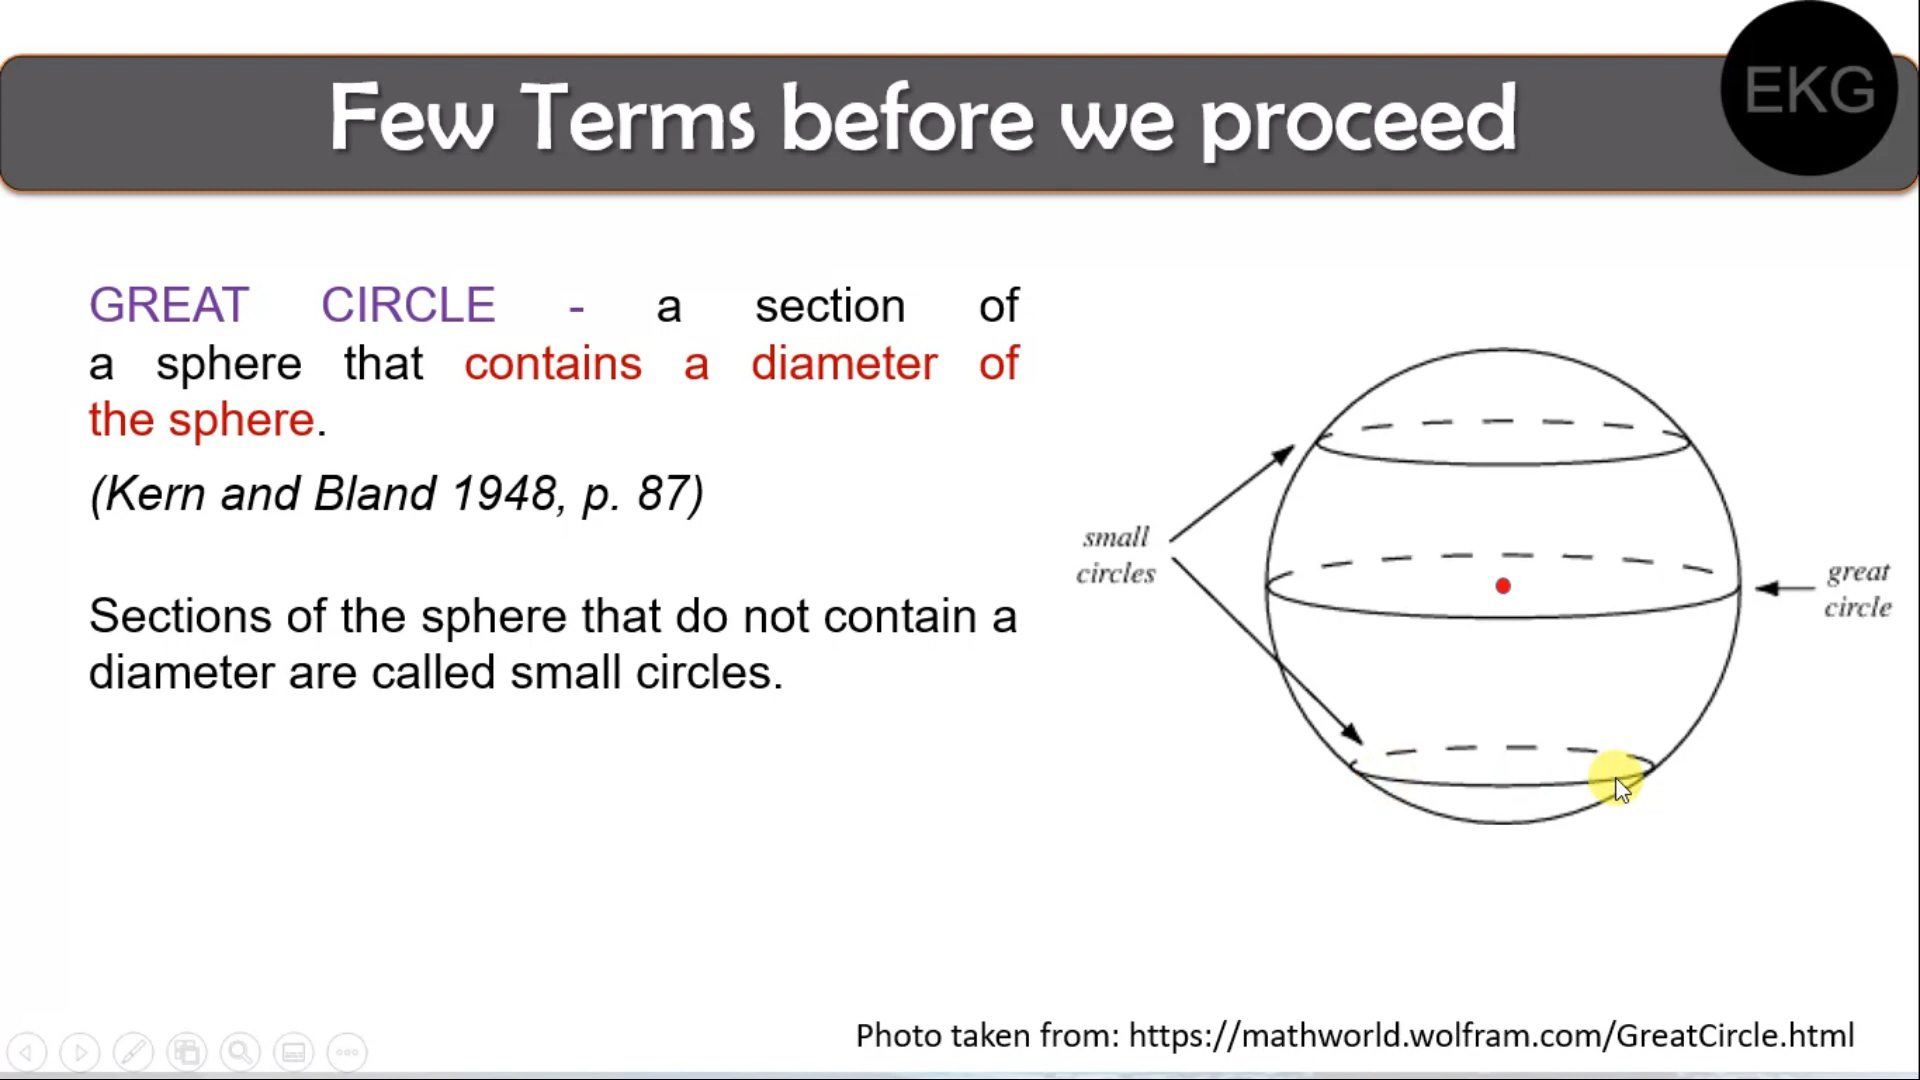 Few Terms before we proceed
EKG
GREAT CIRCLE - a section of
a sphere that contains a diameter of
the sphere.
(Kern and Bland 1948, p. 87)
Sections of the sphere that do not contain a
diameter are called small circles.
small
circles
great
circle
Photo taken from: https://mathworld.wolfram.com/GreatCircle.html